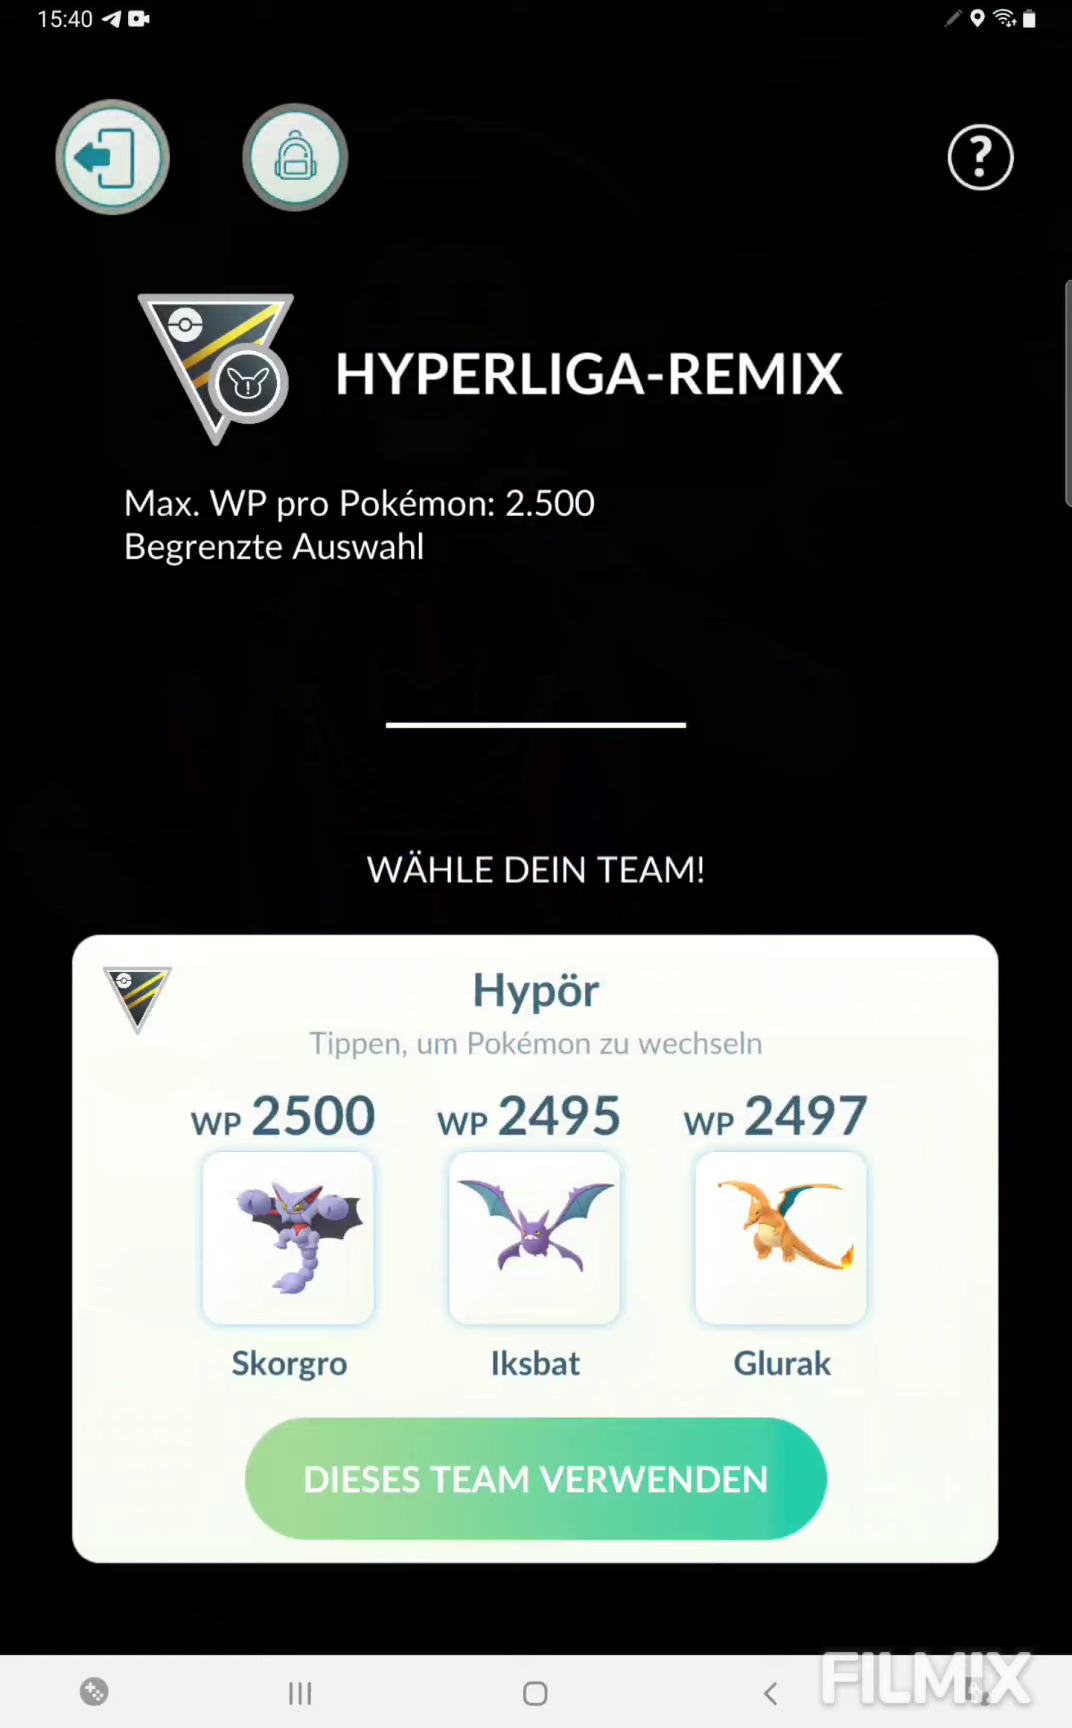 15:40
HYPERLIGA-REMIX
Max. WP pro Pokémon: 2.500
Begrenzte Auswahl
WÄHLE DEIN TEAM!
Hypör
Tippen, um Pokémon zu wechseln
WP 2500 WP 2495 WP 2497
Skorgro Iksbat Glurak
DIESES TEAM VERWENDEN
FILMIX